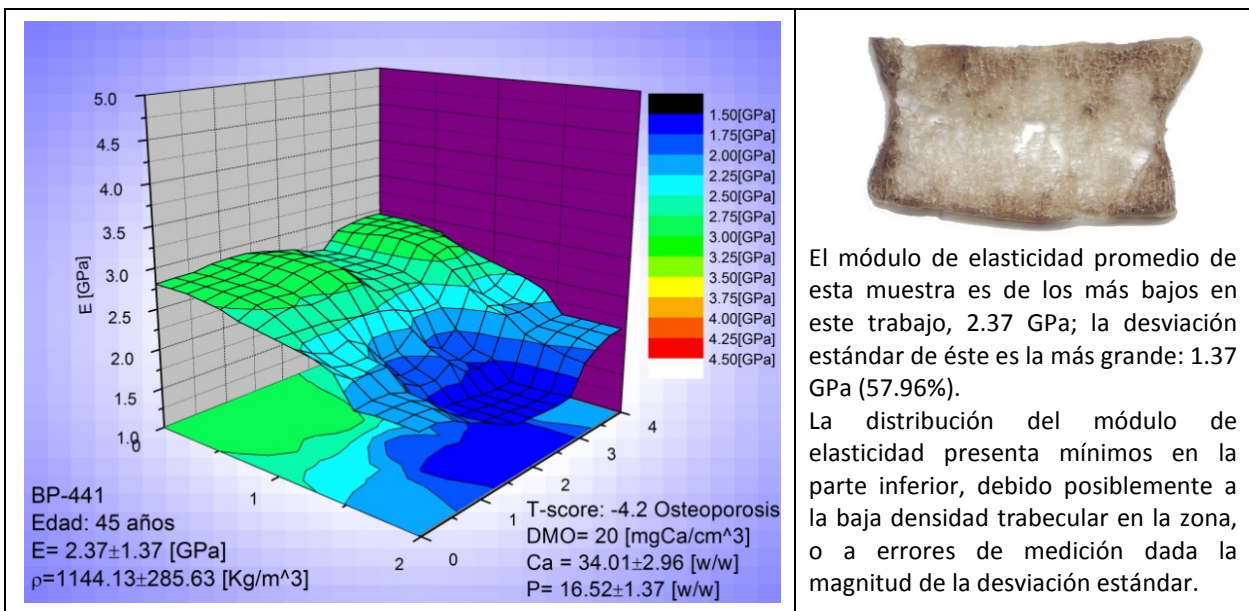 5.0
4.5
4.0
3.5
3.0
2.5
2.0
1.5
1.0
E [GPa]
0
1
2
0
1
2
3
4
1.50[GPa]
1.75[GPa]
2.00[GPa]
2.25[GPa]
2.50[GPa]
2.75[GPa]
3.00[GPa]
3.25[GPa]
3.50[GPa]
3.75[GPa]
4.00[GPa]
4.25[GPa]
4.50[GPa]
BP-441
Edad: 45 años
E= 2.37±1.37 [GPa]
ρ=1144.13±285.63 [Kg/m^3]
T-score: -4.2 Osteoporosis
DMO= 20 [mgCa/cm^3]
Ca = 34.01±2.96 [w/w]
P= 16.52±1.37 [w/w]
El módulo de elasticidad promedio de
esta muestra es de los más bajos en
este trabajo, 2.37 GPa; la desviación
estándar de éste es la más grande: 1.37
GPa (57.96%).
La distribución del módulo de
elasticidad presenta mínimos en la
parte inferior, debido posiblemente a
la baja densidad trabecular en la zona,
o a errores de medición dada la
magnitud de la desviación estándar.